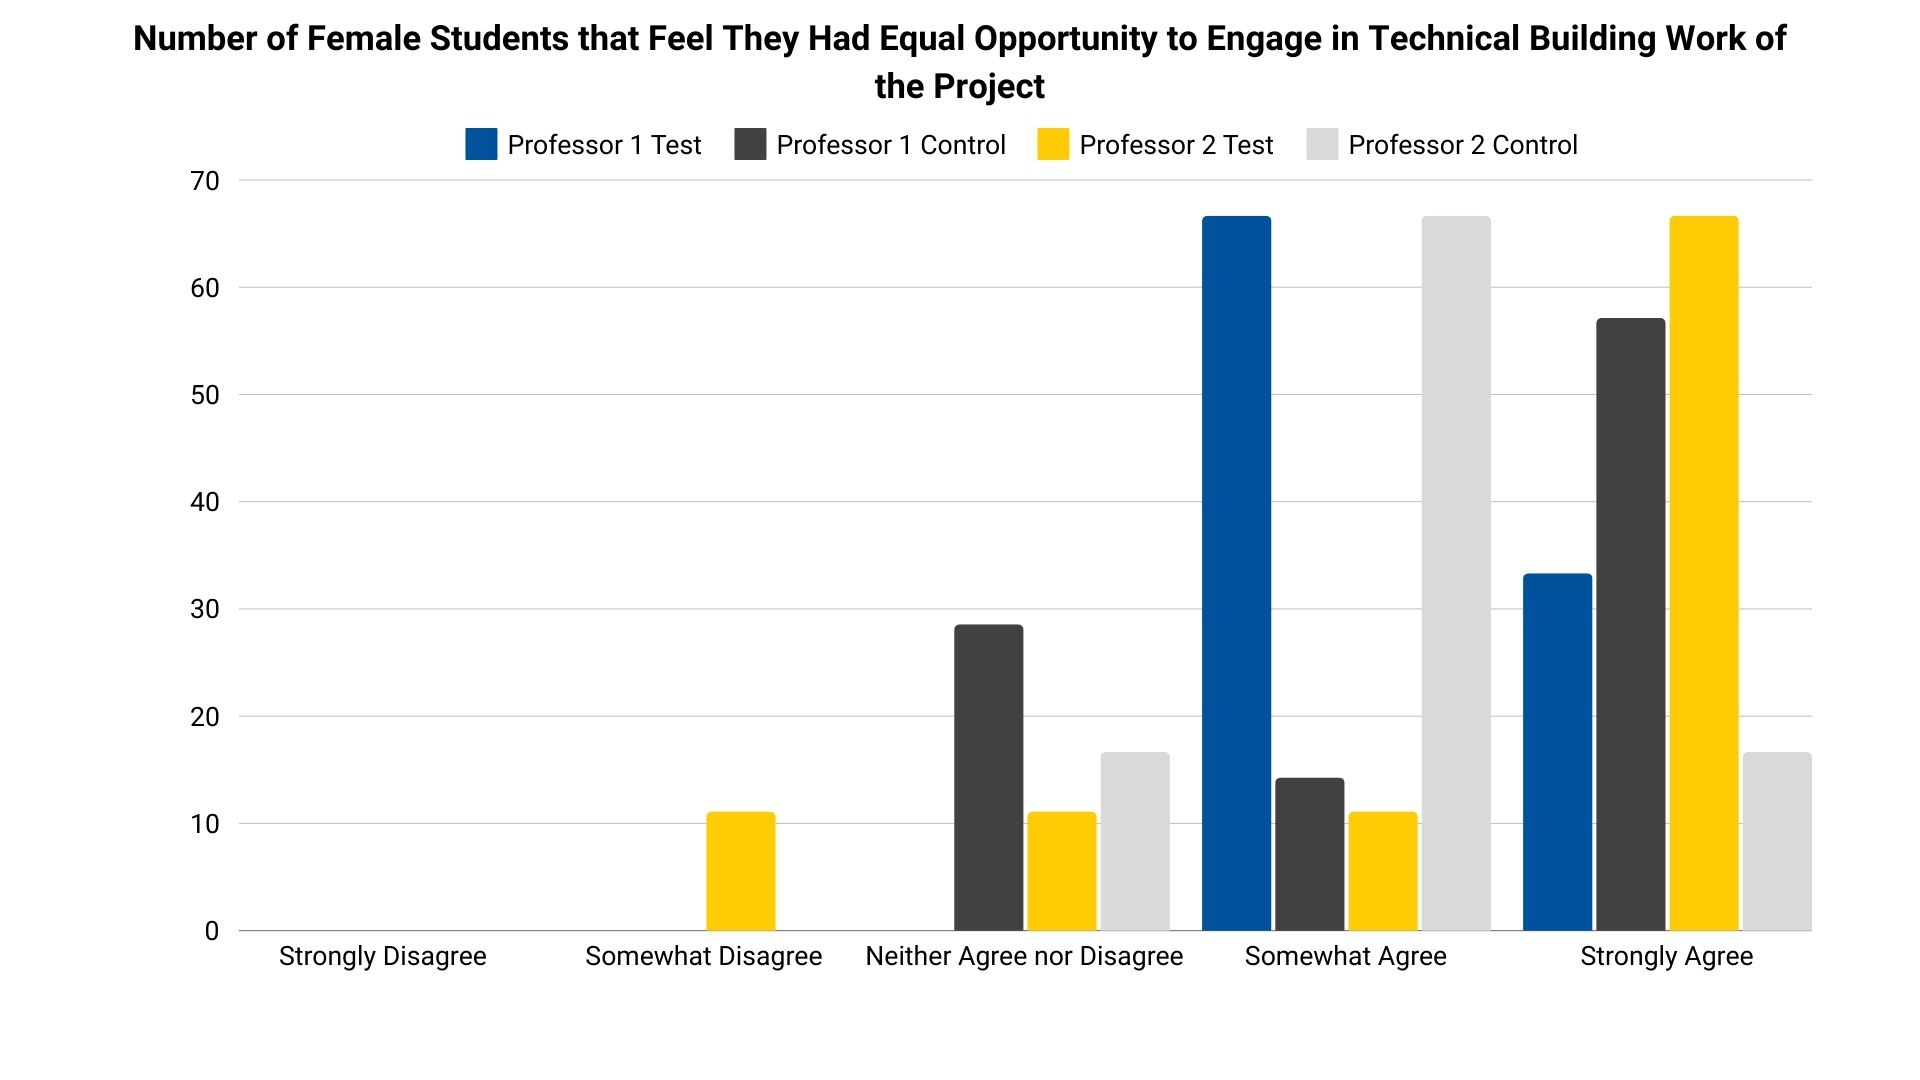 Number of Female Students that Feel They Had Equal Opportunity to Engage in Technical Building Work of
the Project
Professor 1 Test Professor 1 Control Professor 2 Test Professor 2 Control
70
60
50
40
30
20
10
0
Strongly Disagree Somewhat Disagree Neither Agree nor Disagree Somewhat Agree Strongly Agree